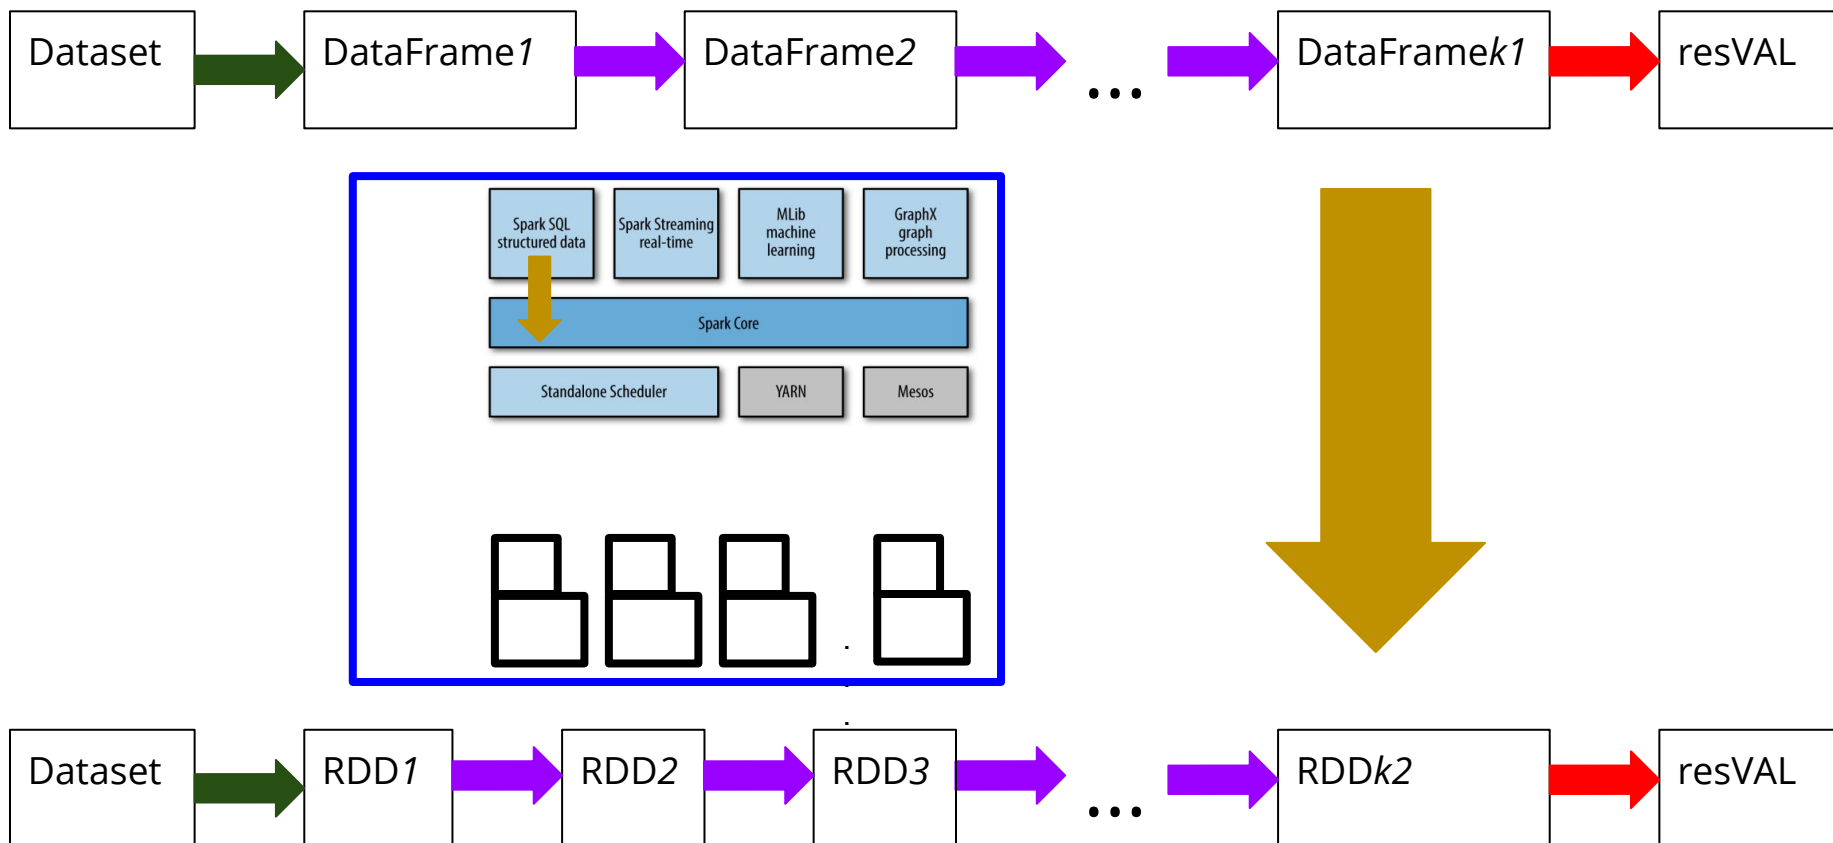 Dataset
DataFrame1
DataFrame2
...
DataFramek1
resVAL
Spark SQL
structured data
Spark Streaming
real-time
MLib
machine
learning
GraphX
graph
processing
Spark Core
Standalone Scheduler
YARN
Mesos
.
.
.
Dataset
RDD1
RDD2
RDD3
...
RDDk2
resVAL